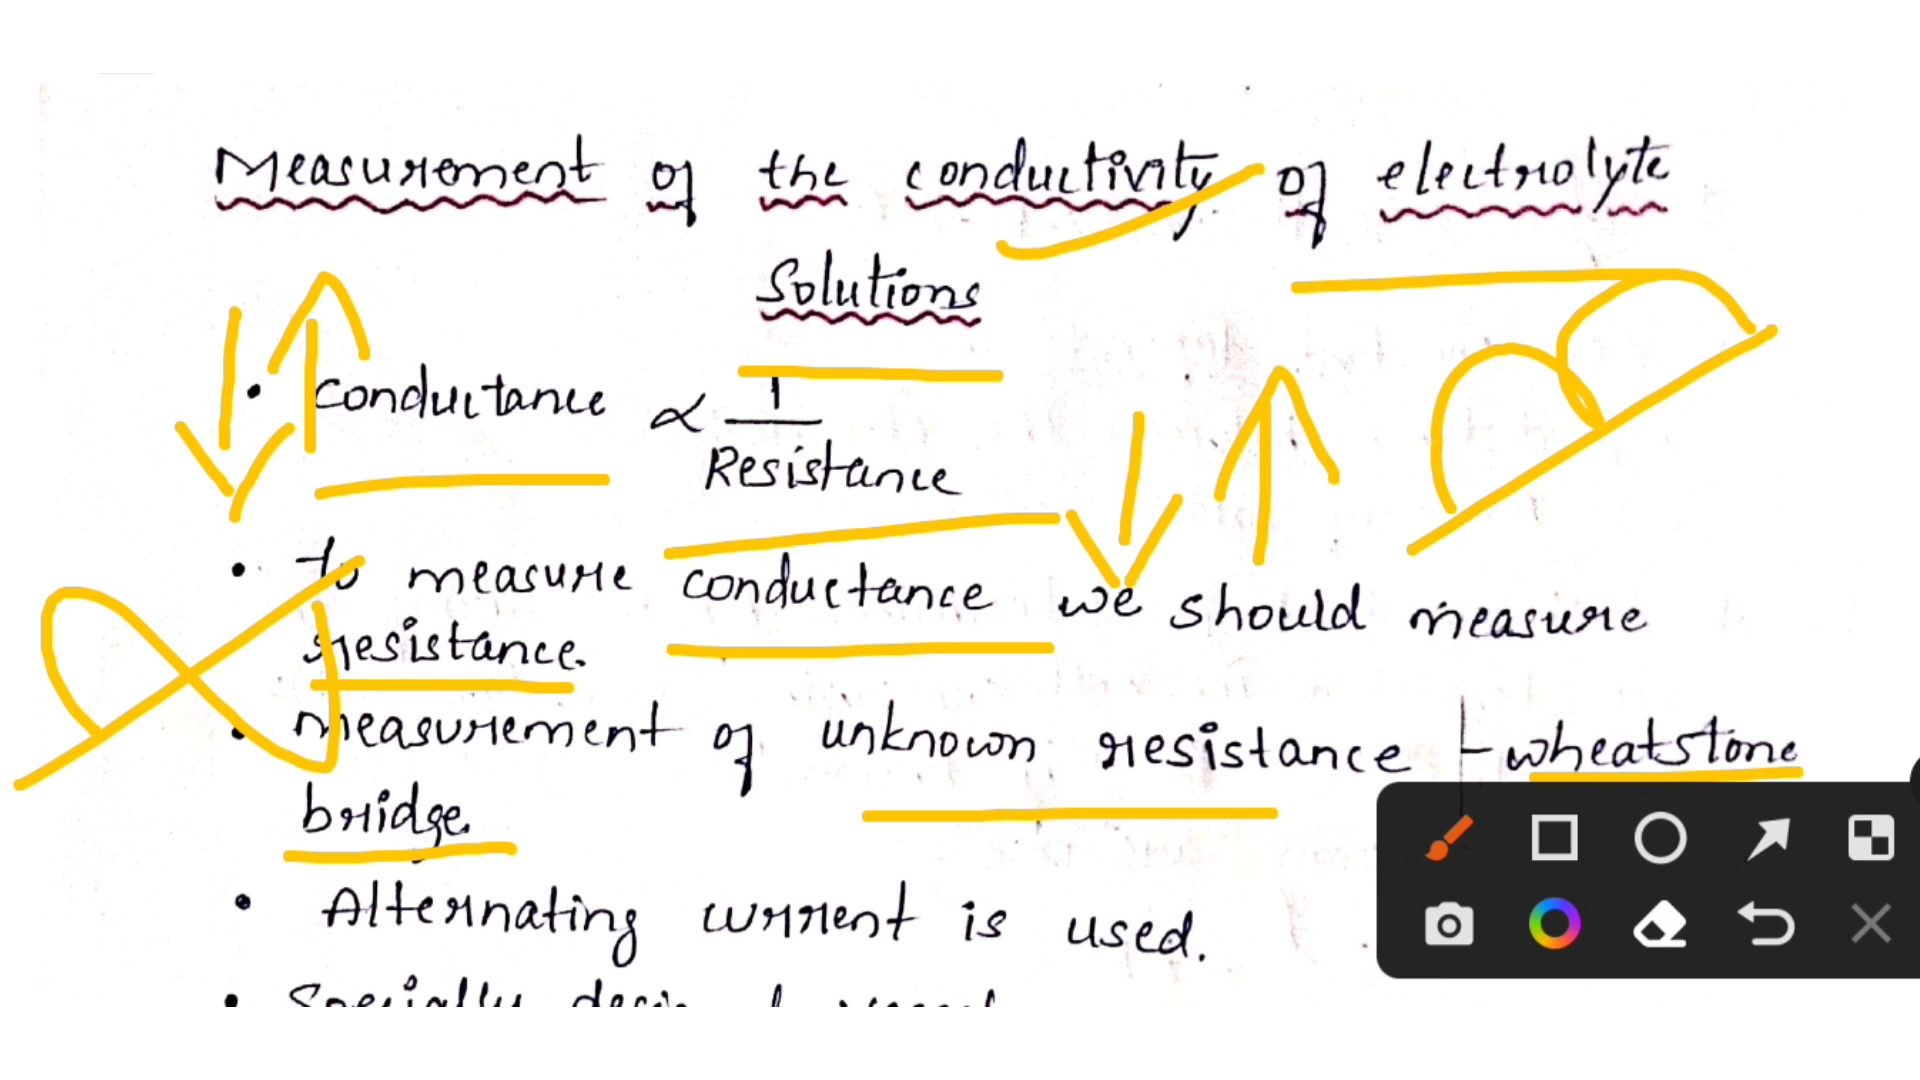 Measurement of the conductivity of electrolyte
Solutions
• Conductance ∝ 1
Resistance
• To measure conductance we should measure
resistance.
• Measurement of unknown resistance - wheatstone
bridge.
• Alternating current is used.
• Specially